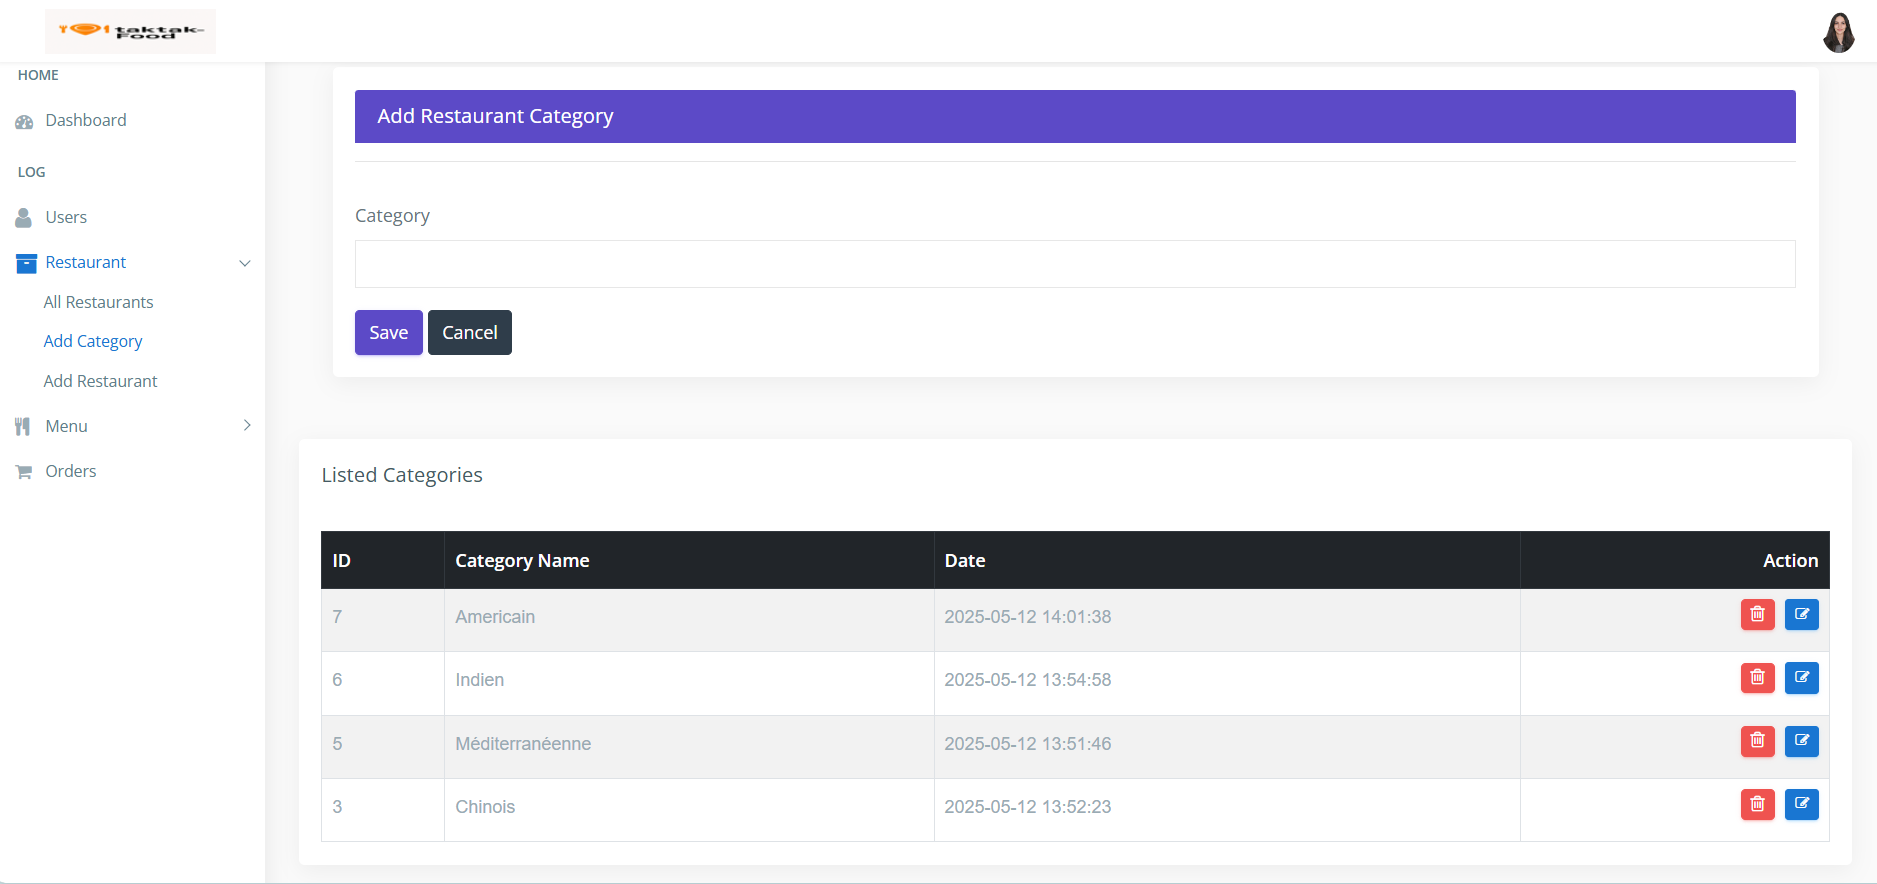 taktak-
Food
HOME
Dashboard
LOG
Users
Restaurant
All Restaurants
Add Category
Add Restaurant
Menu
Orders
Add Restaurant Category
Category
Save Cancel
Listed Categories
ID Category Name Date Action
7 Americain 2025-05-12 14:01:38
6 Indien 2025-05-12 13:54:58
5 Méditerranéenne 2025-05-12 13:51:46
3 Chinois 2025-05-12 13:52:23